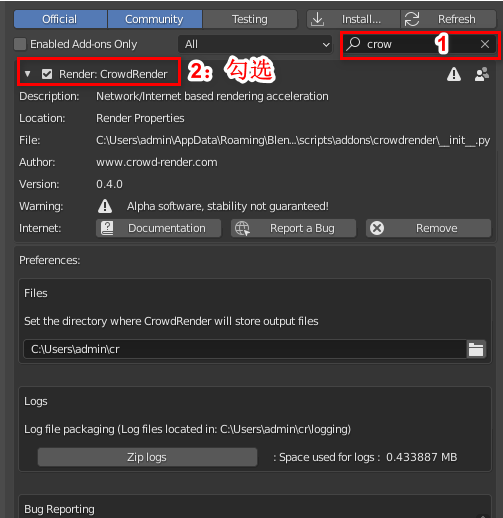 Official Community Testing Install... Refresh
Enabled Add-ons Only All crow 1
Render: CrowdRender 2：勾选
Description: Network/Internet based rendering acceleration
Location: Render Properties
File: C:\Users\admin\AppData\Roaming\Blen...\scripts\addons\crowdrender\__init__.py
Author: www.crowd-render.com
Version: 0.4.0
Warning: Alpha software, stability not guaranteed!
Internet: Documentation Report a Bug Remove
Preferences:
Files
Set the directory where CrowdRender will store output files
C:\Users\admin\cr
Logs
Log file packaging (Log files located in: C:\Users\admin\cr\logging)
Zip logs : Space used for logs : 0.433887 MB
Bug Reporting